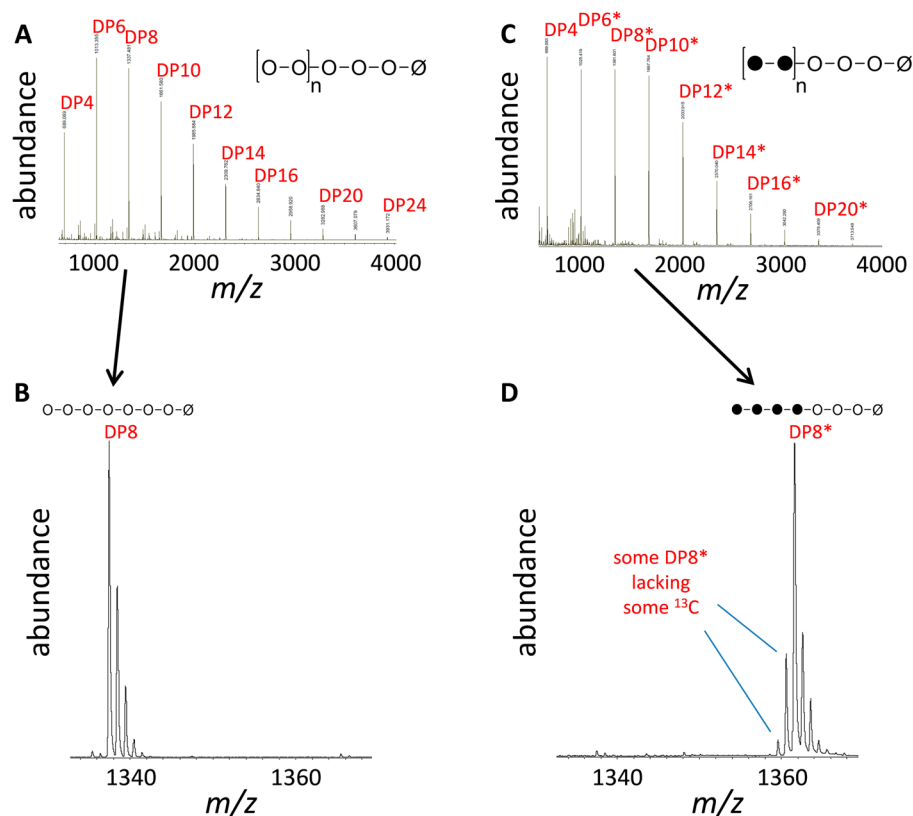 A
DP6
DP8
DP10
DP4
DP12
DP14
DP16
DP20
DP24
n
abundance
1000 2000 3000 4000
m/z
C
DP4
DP6*
DP8*
DP10*
DP12*
DP14*
DP16*
DP20*
n
abundance
1000 2000 3000 4000
m/z
B
O-O-O-O-O-O-O-Ø
DP8
abundance
1340 1360
m/z
D
DP8*
some DP8*
lacking
some ¹³C
abundance
1340 1360
m/z